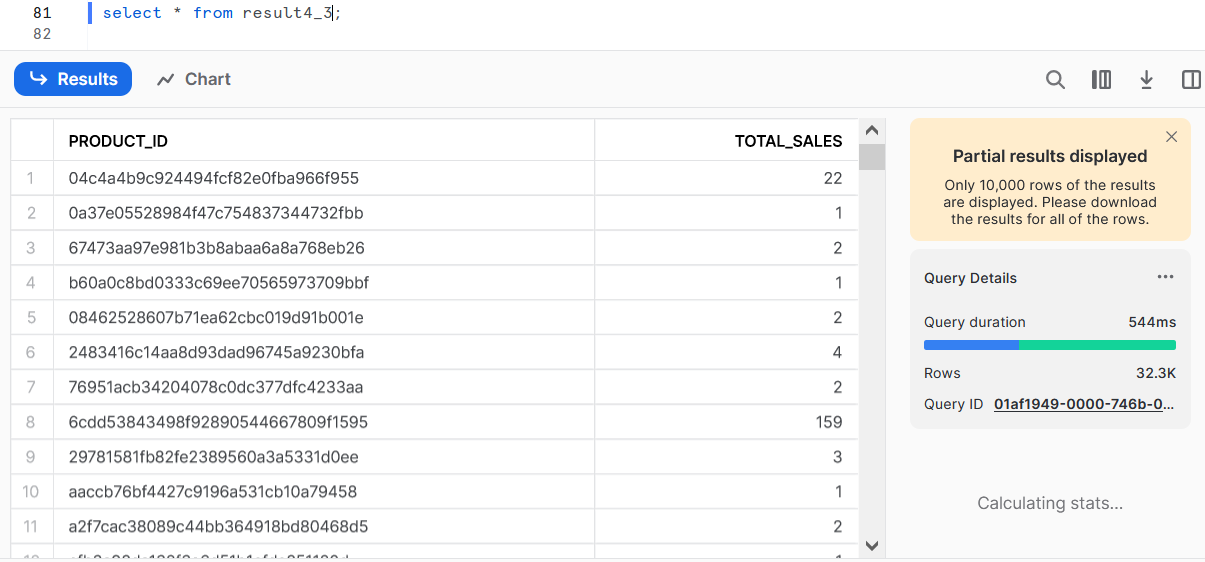 81 select * from result4_3;
82
Results Chart
PRODUCT_ID TOTAL_SALES
1 04c4a4b9c924494fcf82e0fba966f955 22
2 0a37e05528984f47c754837344732fbb 1
3 67473aa97e981b3b8abaa6a8a768eb26 2
4 b60a0c8bd0333c69ee70565973709bbf 1
5 08462528607b71ea62cbc019d91b001e 2
6 2483416c14aa8d93dad96745a9230bfa 4
7 76951acb34204078c0dc377dfc4233aa 2
8 6cdd53843498f92890544667809f1595 159
9 29781581fb82fe2389560a3a5331d0ee 3
10 aaccb76bf4427c9196a531cb10a79458 1
11 a2f7cac38089c44bb364918bd80468d5 2
Partial results displayed
Only 10,000 rows of the results
are displayed. Please download
the results for all of the rows.
Query Details
Query duration 544ms
Rows 32.3K
Query ID 01af1949-0000-746b-0...
Calculating stats...